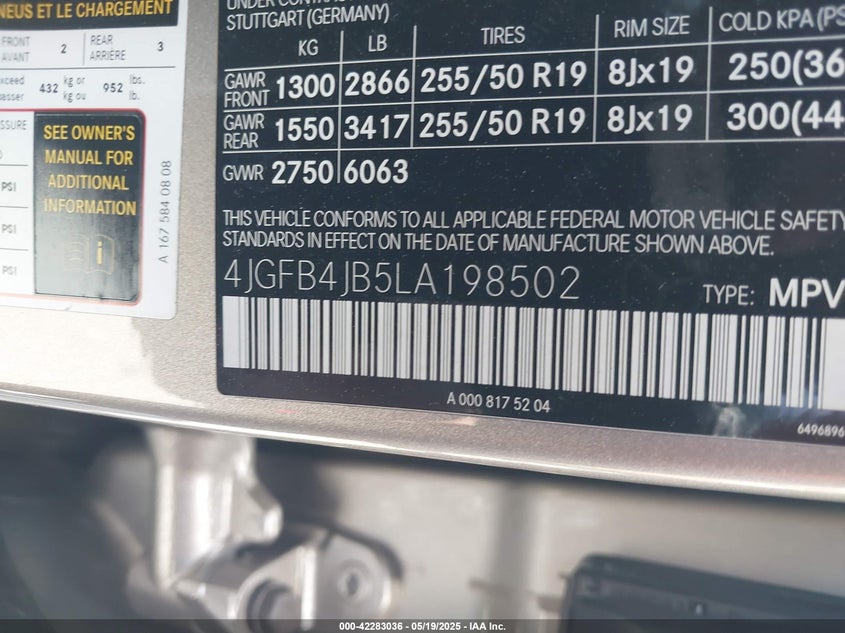 NEUS ET LE CHARGEMENT
FRONT 2 REAR 3
AVANT ARRIÈRE
exceed 432 kg or 952 lbs.
passer kg ou lb.
SSURE
PSI
PSI
PSI
SEE OWNER'S
MANUAL FOR
ADDITIONAL
INFORMATION
A 167 584 08 08
STUTTGART (GERMANY)
KG LB TIRES RIM SIZE COLD KPA(PS
GAWR FRONT 1300 2866 255/50 R19 8Jx19 250(36
GAWR REAR 1550 3417 255/50 R19 8Jx19 300(44
GVWR 2750 6063
THIS VEHICLE CONFORMS TO ALL APPLICABLE FEDERAL MOTOR VEHICLE SAFETY
STANDARDS IN EFFECT ON THE DATE OF MANUFACTURE SHOWN ABOVE.
4JGFB4JB5LA198502
TYPE: MPV
A 000 817 52 04
6496896
000-42283036 - 05/19/2025 - IAA Inc.